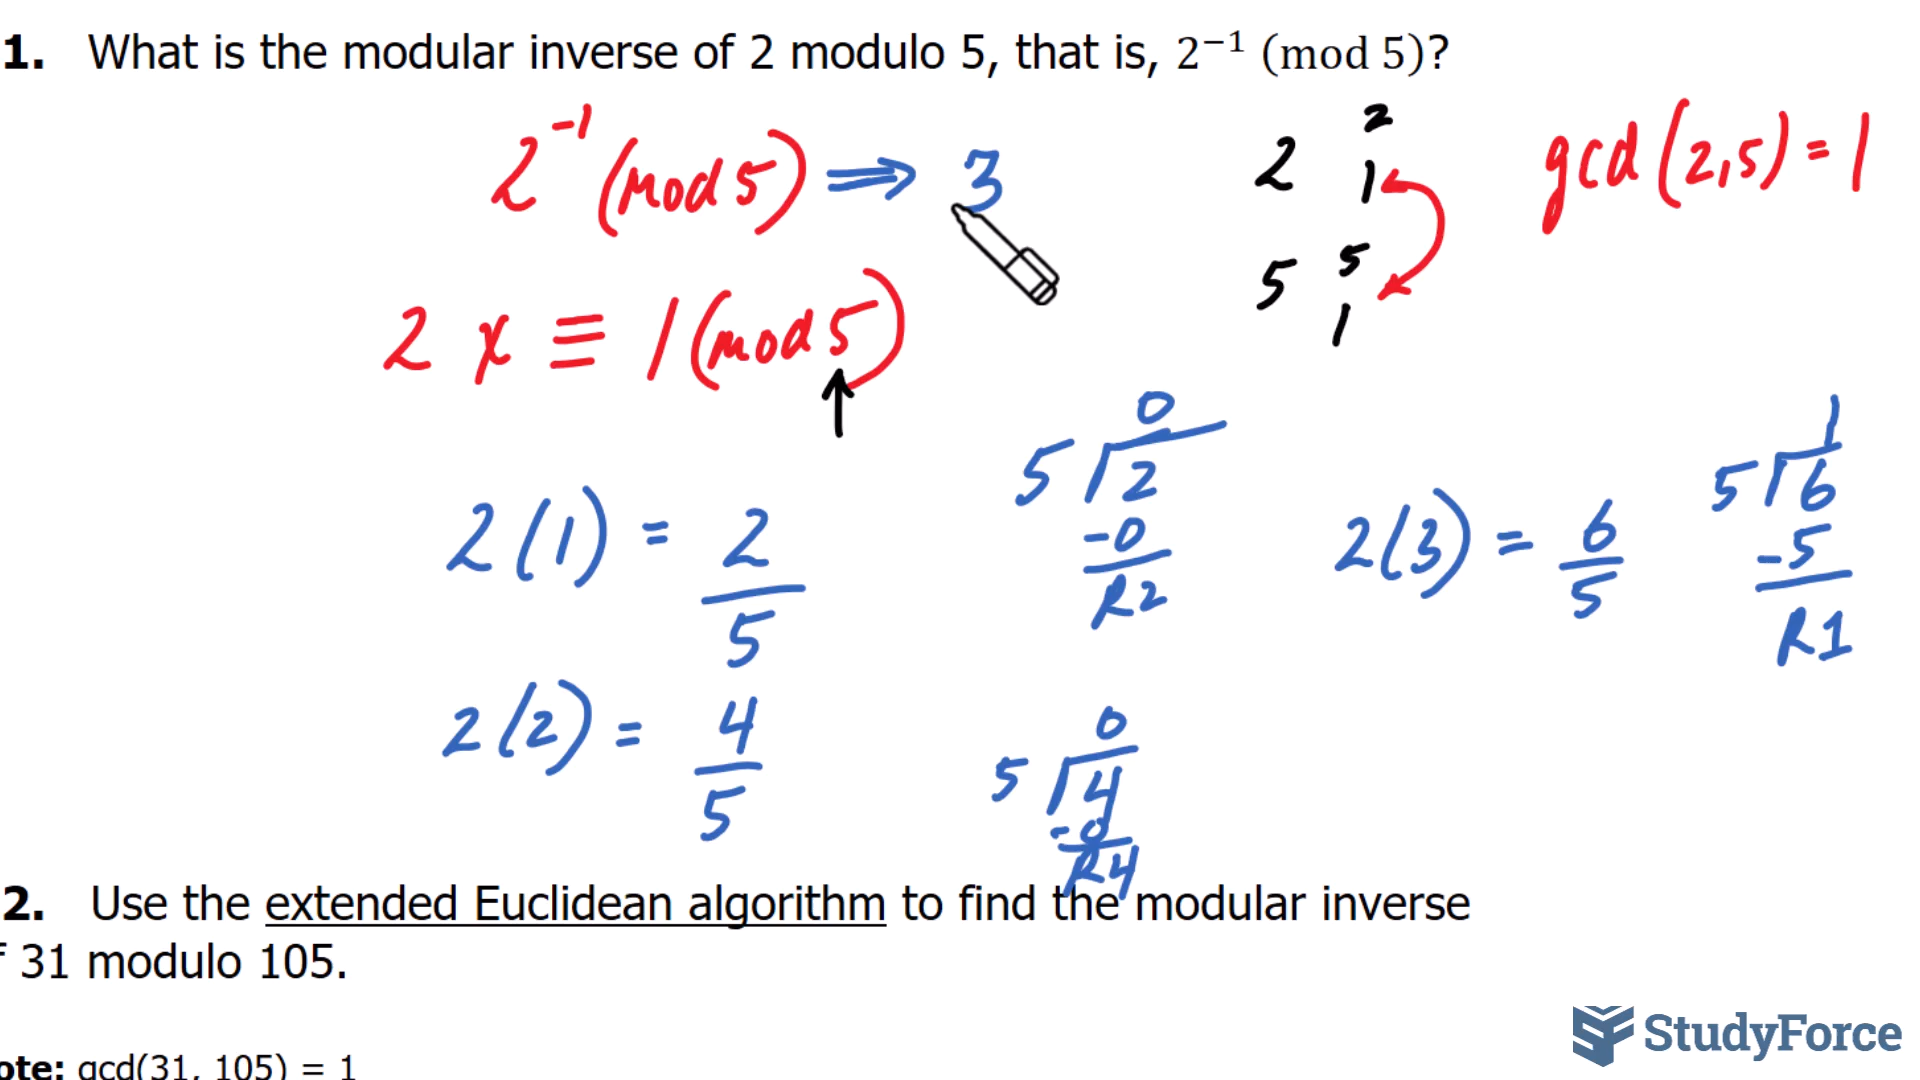 1. What is the modular inverse of 2 modulo 5, that is, 2⁻¹ (mod 5)?
2⁻¹ (mod 5) ⇒ 3
2 2 1
5 5 1
gcd (2,5) = 1
2 x ≡ 1 (mod 5)
2(1) = 2/5
0
5 2
-0
R2
2(3) = 6/5
1
5 6
-5
R1
2(2) = 4/5
0
5 4
-0
R4
2. Use the extended Euclidean algorithm to find the modular inverse
f 31 modulo 105.
ote: gcd(31, 105) = 1
StudyForce